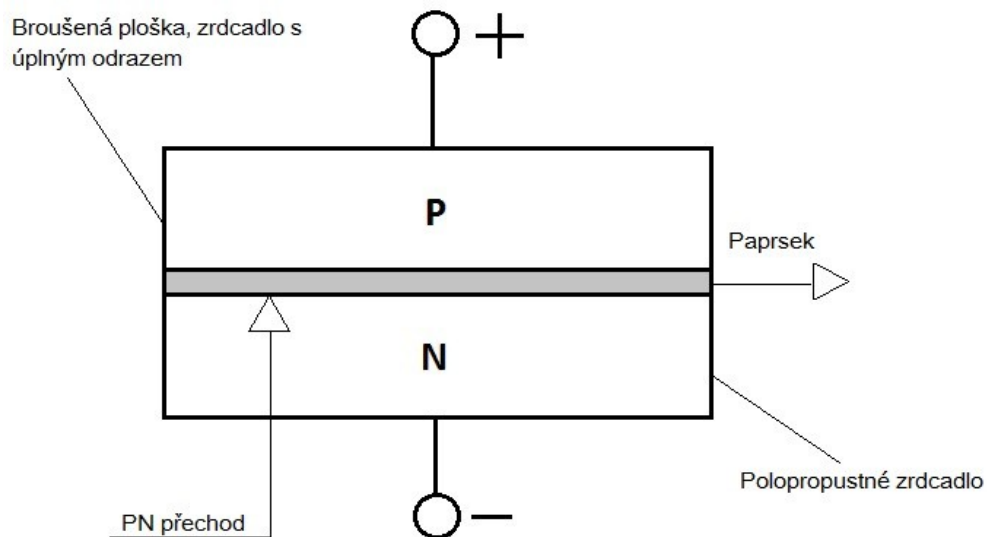 Broušená ploška, zrdcadlo s
úplným odrazem
+
P
Paprsek
N
Polopropustné zrdcadlo
PN přechod
−